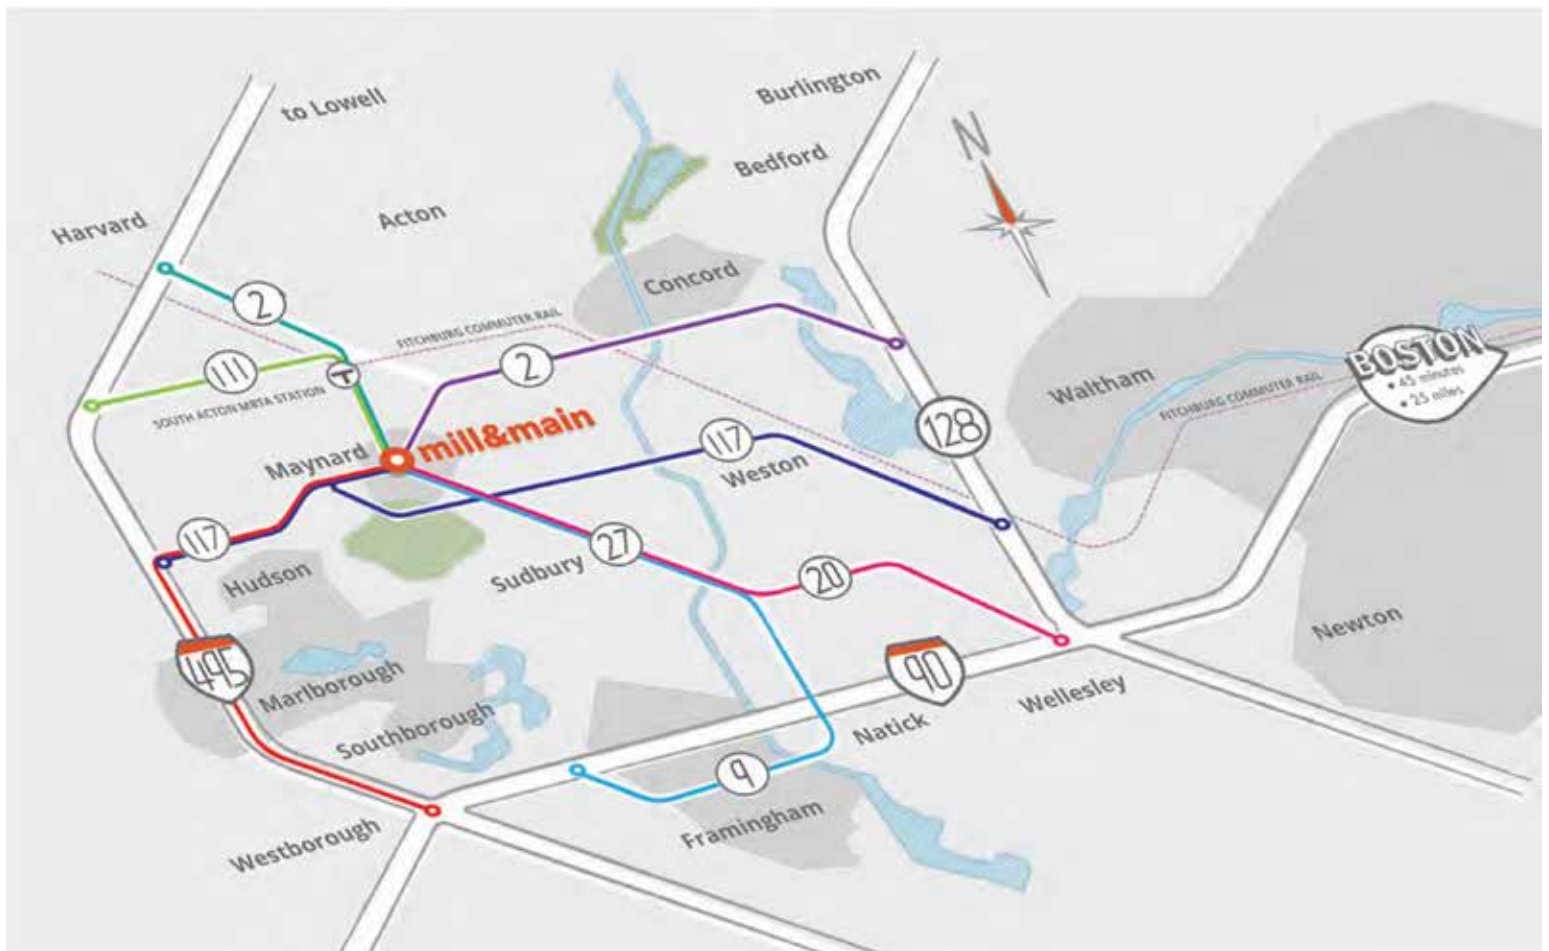 to Lowell
Burlington
Bedford
N
Harvard
Acton
Concord
2
FITCHBURG COMMUTER RAIL
BOSTON
• 45 minutes
• 25 miles
111
2
Waltham
FITCHBURG COMMUTER RAIL
T
SOUTH ACTON MRTA STATION
mill&main
128
Maynard
117
Weston
117
27
Hudson
Sudbury
20
Newton
495
Marlborough
90
Wellesley
Southborough
Natick
9
Framingham
Westborough